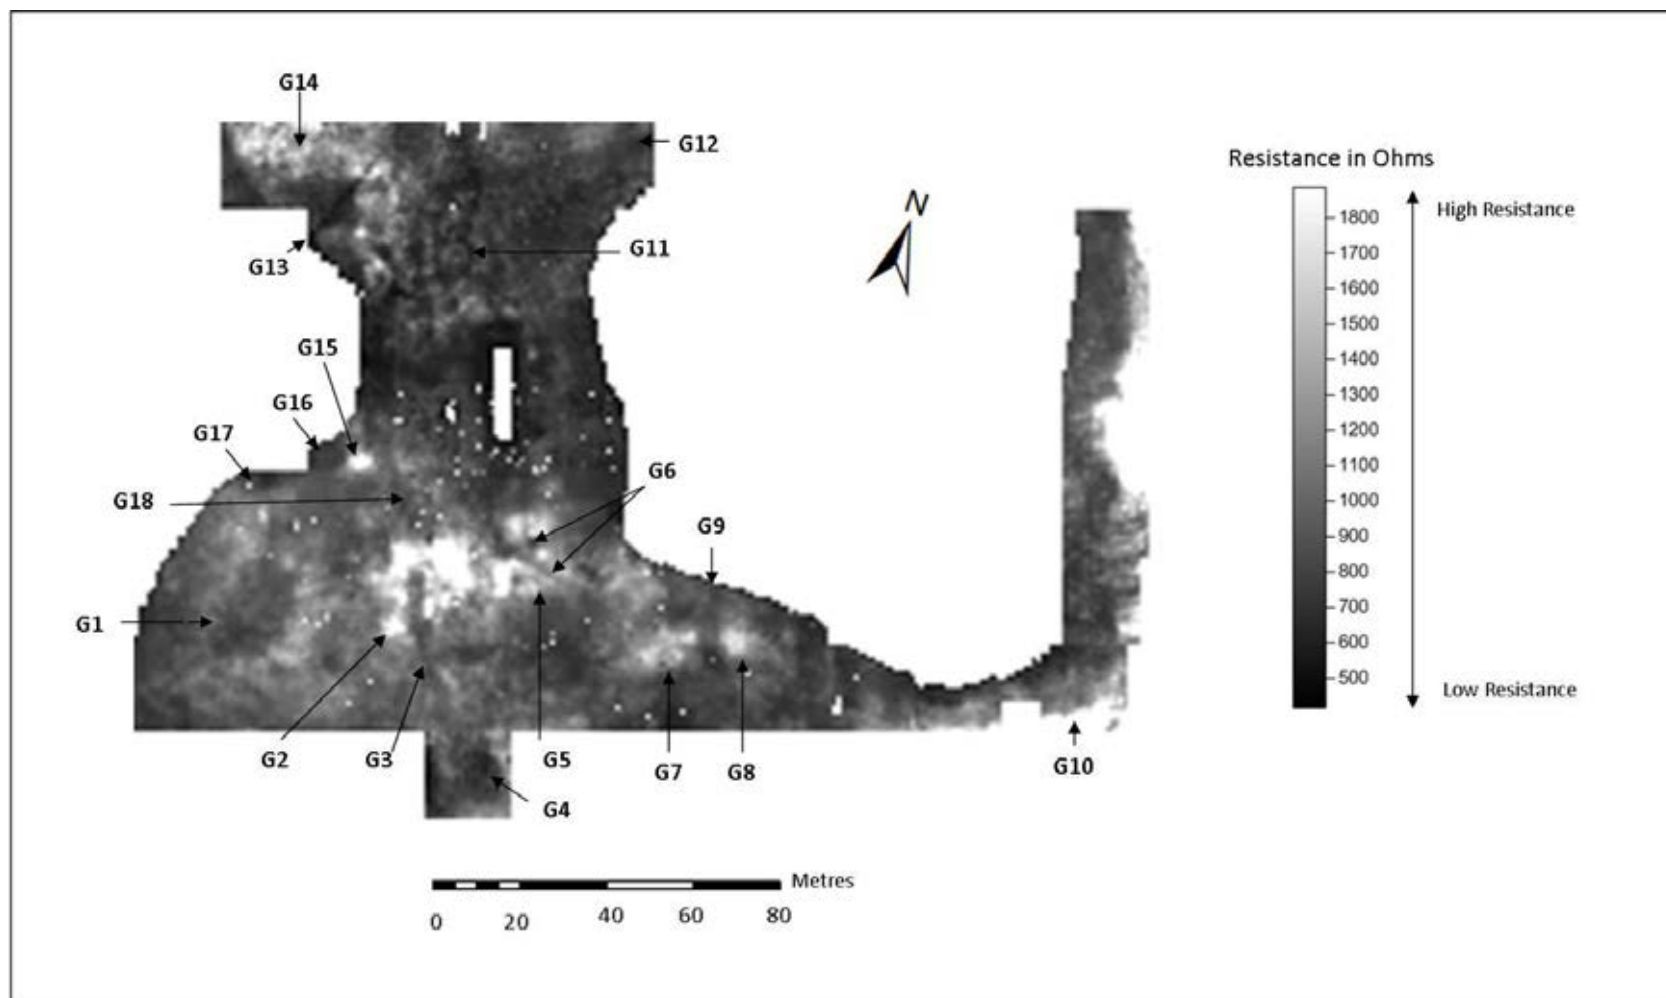 G14
G12
N
Resistance in Ohms
1800
High Resistance
1700
G11
G13
1600
1500
G15
1400
1300
G16
1200
G17
1100
G6
G18
1000
G9
900
800
G1
700
600
500
Low Resistance
G2
G3
G5
G7
G8
G10
G4
Metres
0
20
40
60
80